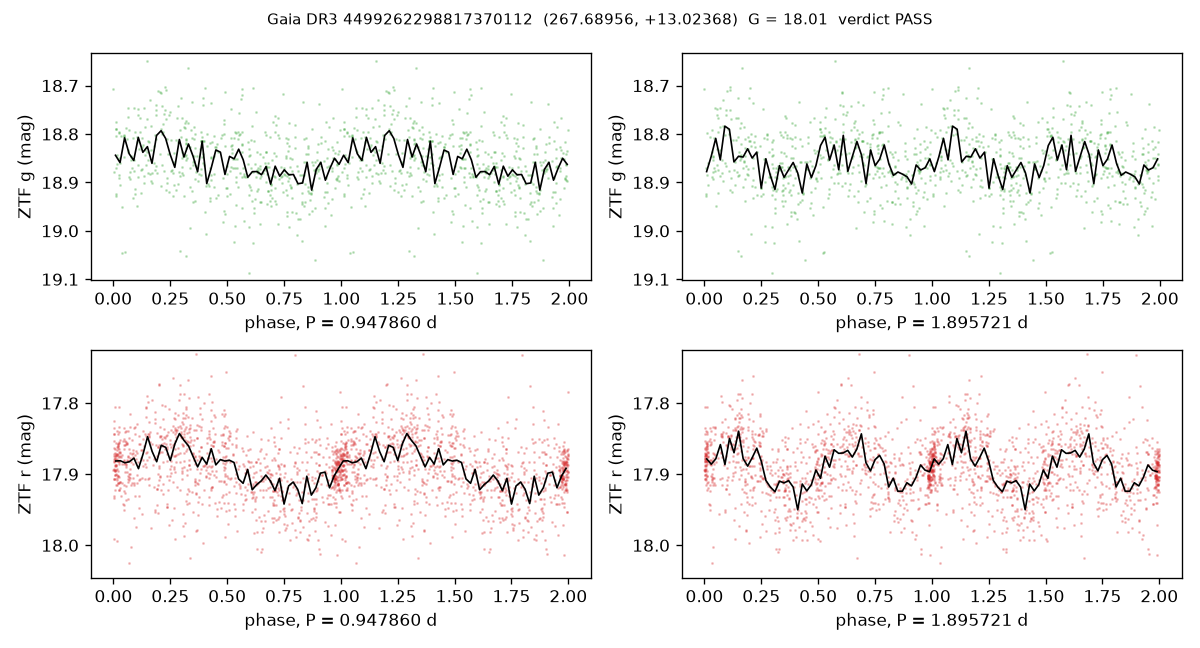 Gaia DR3 4499262298817370112  (267.68956, +13.02368)  G = 18.01  verdict PASS
ZTF g (mag)
18.7
18.8
18.9
19.0
19.1
0.00 0.25 0.50 0.75 1.00 1.25 1.50 1.75 2.00
phase, P = 0.947860 d
ZTF g (mag)
18.7
18.8
18.9
19.0
19.1
0.00 0.25 0.50 0.75 1.00 1.25 1.50 1.75 2.00
phase, P = 1.895721 d
ZTF r (mag)
17.8
17.9
18.0
0.00 0.25 0.50 0.75 1.00 1.25 1.50 1.75 2.00
phase, P = 0.947860 d
ZTF r (mag)
17.8
17.9
18.0
0.00 0.25 0.50 0.75 1.00 1.25 1.50 1.75 2.00
phase, P = 1.895721 d